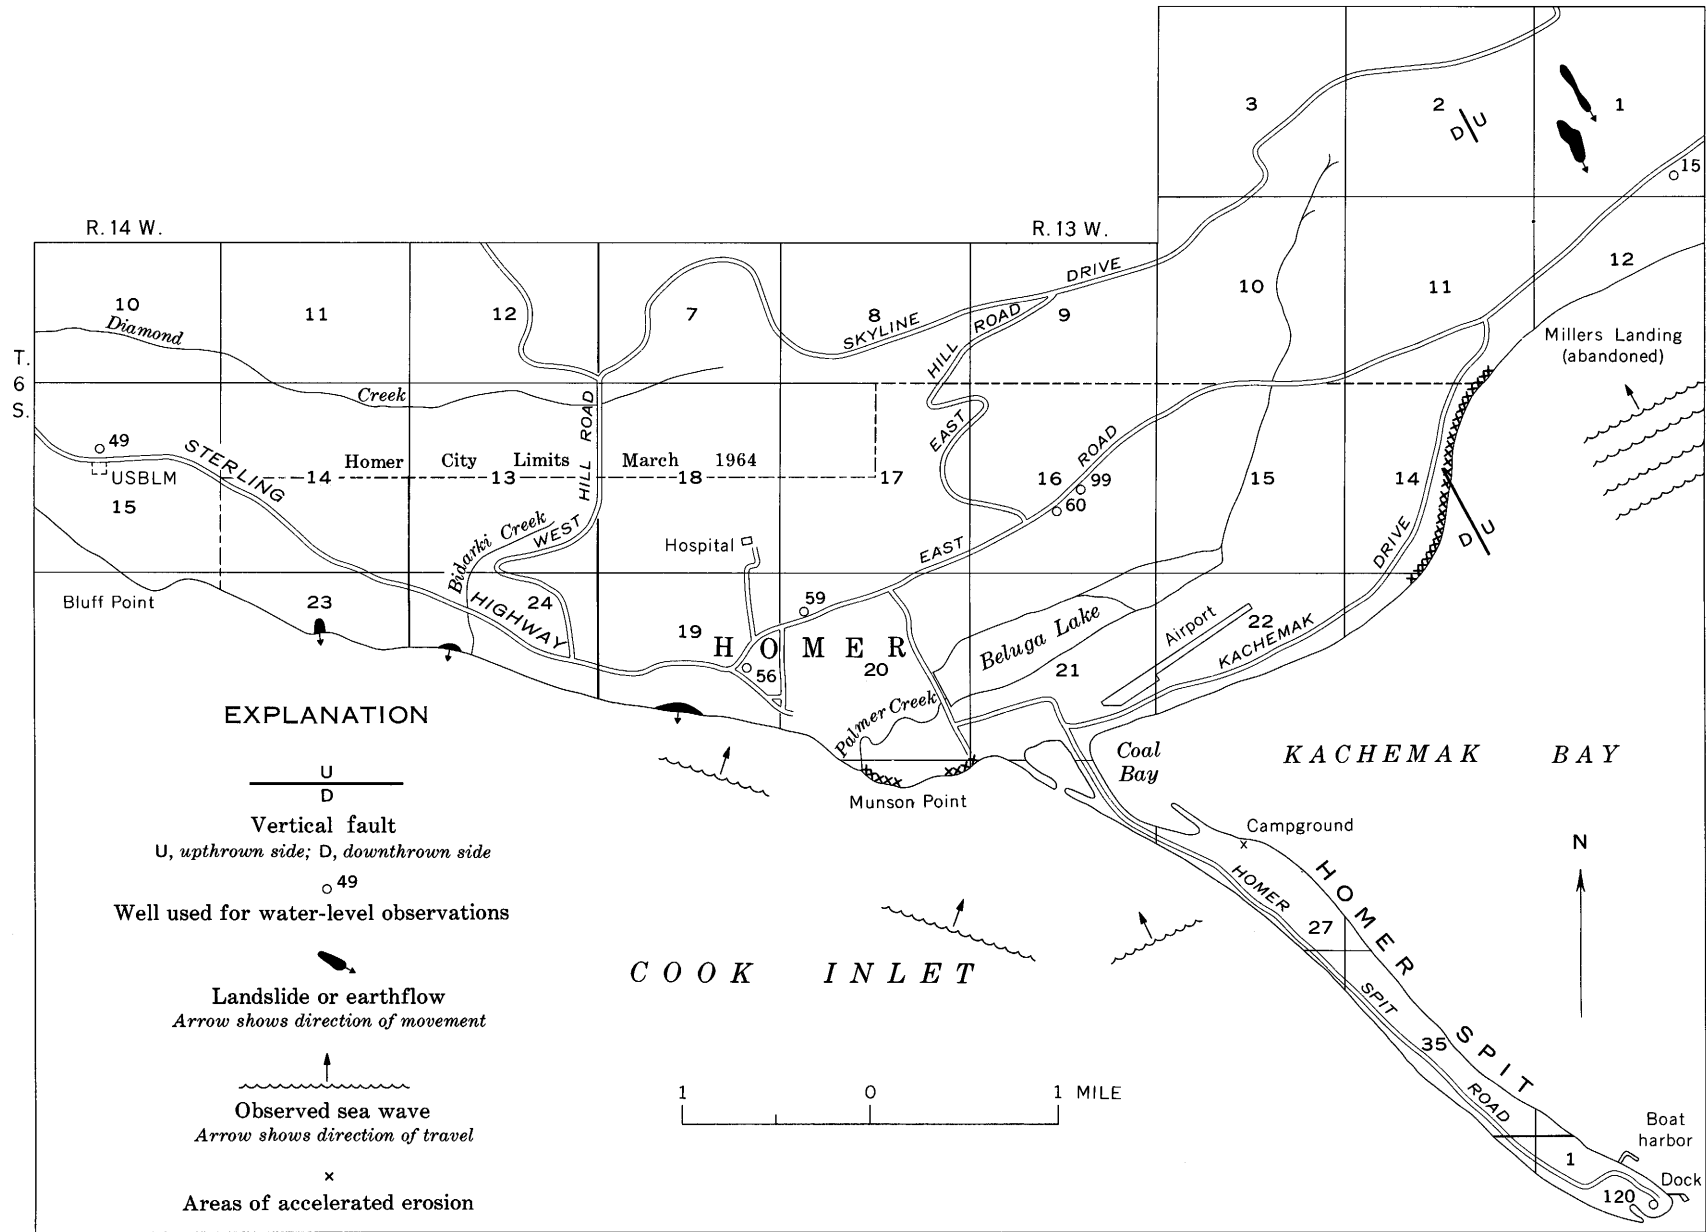 3
2
1
D
U
15
R. 14 W.
R. 13 W.
T.
6
S.
10
11
12
7
8
9
10
11
12
Diamond
Creek
SKYLINE
DRIVE
HILL
ROAD
EAST
Millers Landing
(abandoned)
49
USBLM
STERLING
HIGHWAY
Homer City Limits March 1964
15
14
13
18
17
16
15
14
WEST
HILL ROAD
Bidarki Creek
Hospital
EAST
ROAD
99
60
D
U
DRIVE
KACHEMAK
Bluff Point
23
24
19
59
HOMER
56
20
21
22
Beluga Lake
Airport
Palmer Creek
Munson Point
Coal
Bay
KACHEMAK BAY
Campground
N
HOMER
SPIT
HOMER
SPIT
ROAD
27
35
1
120
Boat
harbor
Dock
COOK INLET
1 0 1 MILE
EXPLANATION
U
D
Vertical fault
U, upthrown side; D, downthrown side
49
Well used for water-level observations
Landslide or earthflow
Arrow shows direction of movement
Observed sea wave
Arrow shows direction of travel
x
Areas of accelerated erosion